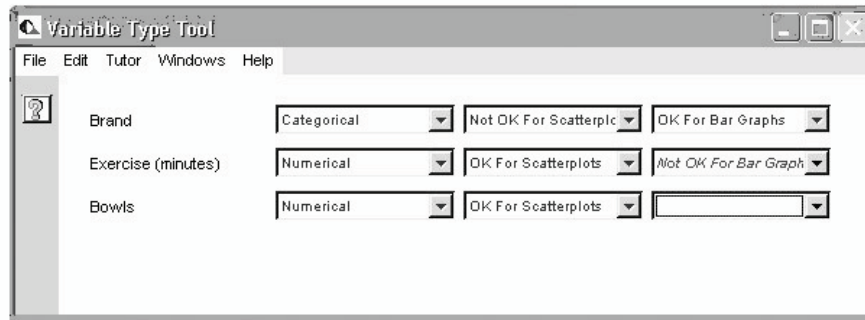 Variable Type Tool
File Edit Tutor Windows Help
Brand Categorical Not OK For Scatterplo OK For Bar Graphs
Exercise (minutes) Numerical OK For Scatterplots Not OK For Bar Graph
Bowls Numerical OK For Scatterplots